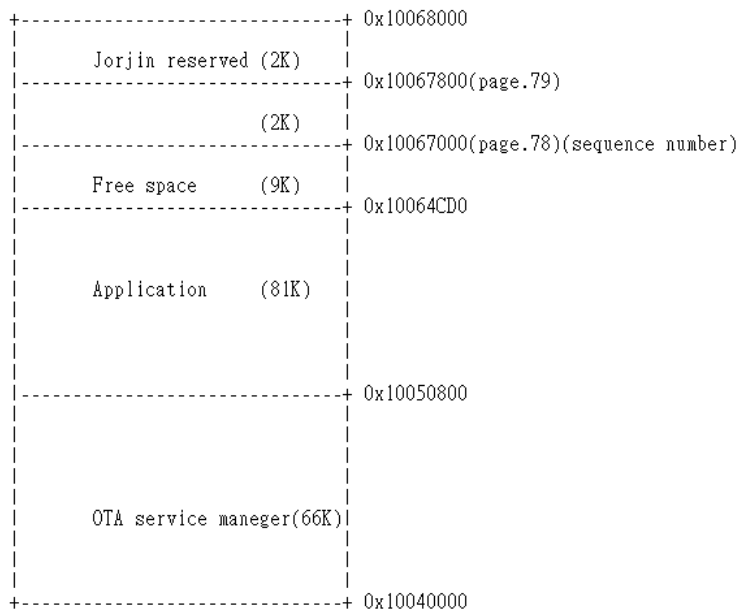 0x10068000
Jorjin reserved (2K)
0x10067800(page.79)
(2K)
0x10067000(page.78)(sequence number)
Free space (9K)
0x10064CD0
Application (81K)
0x10050800
OTA service maneger(66K)
0x10040000